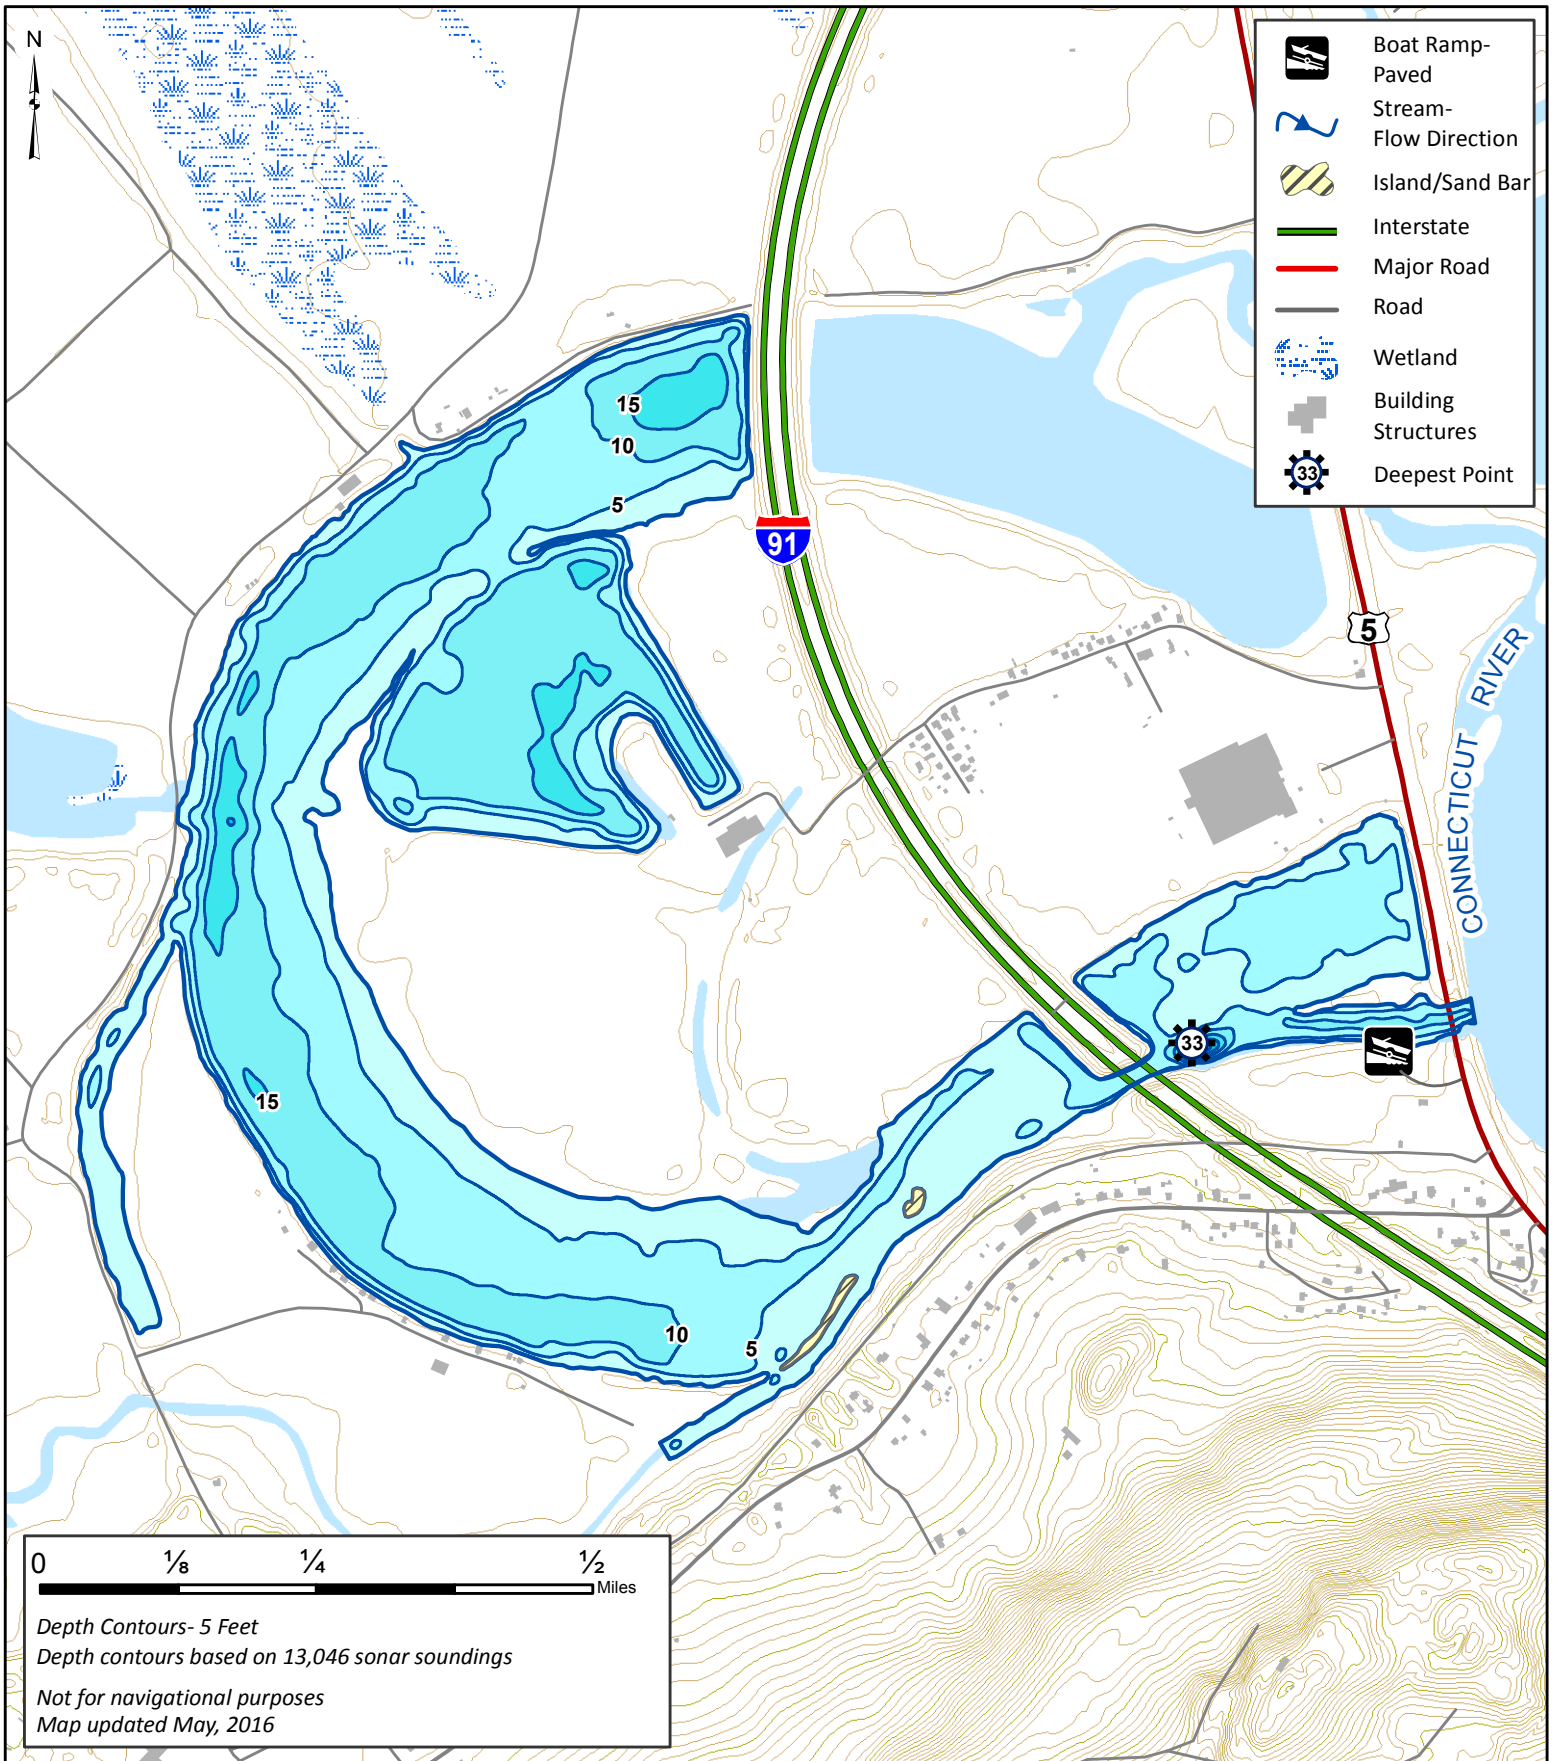 N
Boat Ramp-
Paved
Stream-
Flow Direction
Island/Sand Bar
Interstate
Major Road
Road
Wetland
Building
Structures
33
Deepest Point
15
10
5
91
5
CONNECTICUT RIVER
33
15
10
5
0 ⅛ ¼ ½
Miles
Depth Contours- 5 Feet
Depth contours based on 13,046 sonar soundings
Not for navigational purposes
Map updated May, 2016